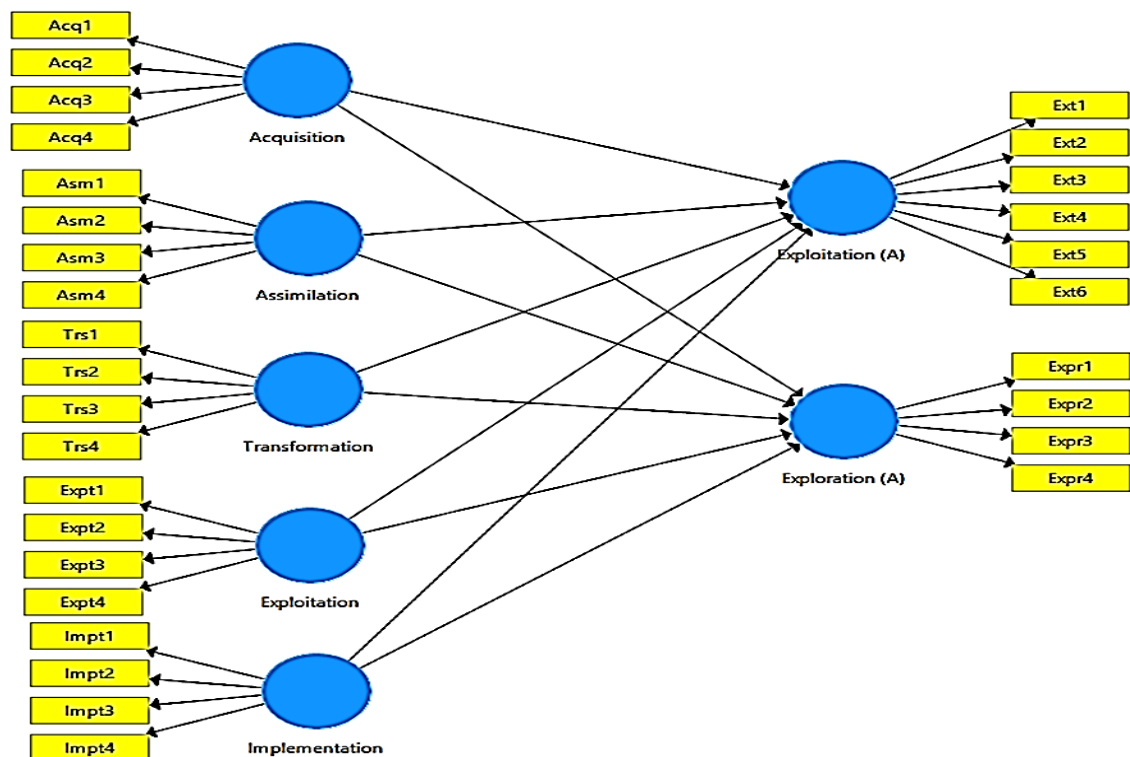 Acq1
Acq2
Acq3
Acq4
Acquisition
Asm1
Asm2
Asm3
Asm4
Assimilation
Trs1
Trs2
Trs3
Trs4
Transformation
Expt1
Expt2
Expt3
Expt4
Exploitation
Impt1
Impt2
Impt3
Impt4
Implementation
Exploitation (A)
Ext1
Ext2
Ext3
Ext4
Ext5
Ext6
Exploration (A)
Expr1
Expr2
Expr3
Expr4